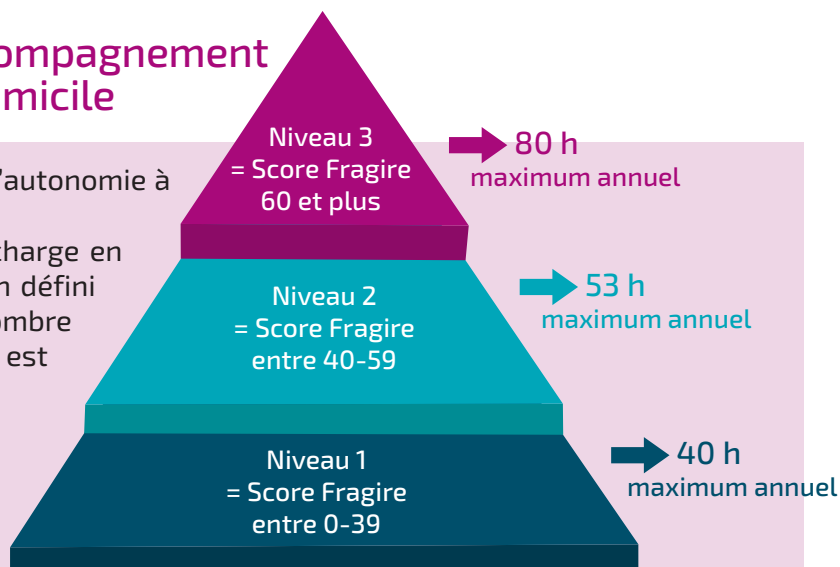 ompagnement
micile
'autonomie à
charge en
n défini
ombre
est
Niveau 3
= Score Fragire
60 et plus
80 h
maximum annuel
Niveau 2
= Score Fragire
entre 40-59
53 h
maximum annuel
Niveau 1
= Score Fragire
entre 0-39
40 h
maximum annuel